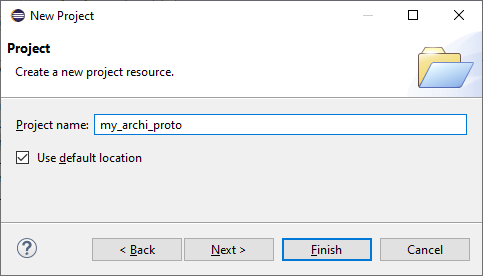 New Project
Project
Create a new project resource.
Project name: my_archi_proto
Use default location
? < Back Next > Finish Cancel